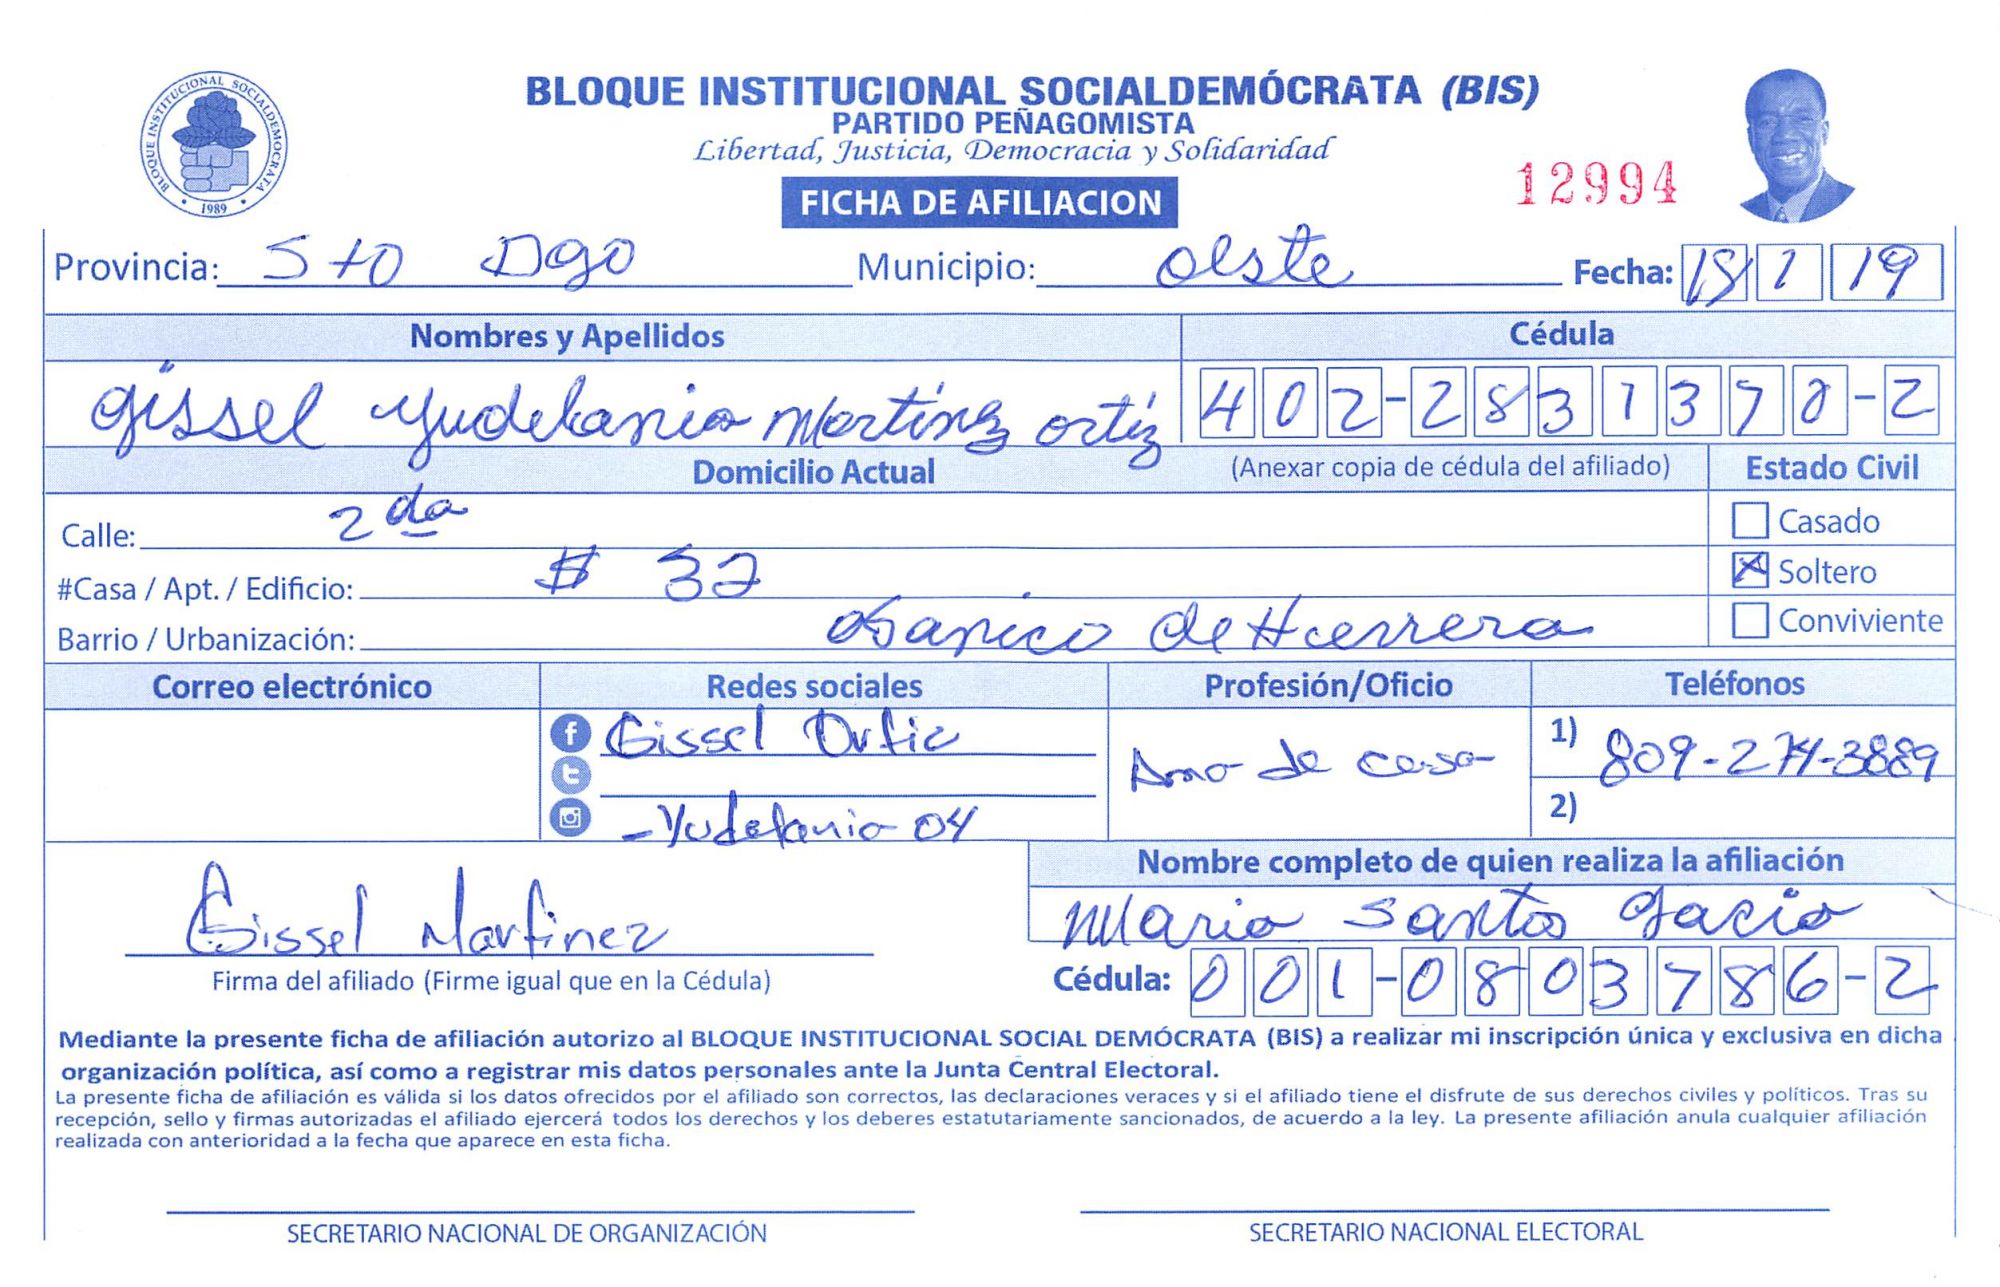 BLOQUE INSTITUCIONAL SOCIALDEMÓCRATA (BIS)
PARTIDO PEÑAGOMISTA
Libertad, Justicia, Democracia y Solidaridad
BLOQUE INSTITUCIONAL SOCIALDEMOCRATA
1989
12994
FICHA DE AFILIACION
Provincia: Sto Dgo Municipio: Oeste Fecha: 1 19
Nombres y Apellidos Cédula
Gissel Yudelania Martínez Ortiz 402-2831370-2
Domicilio Actual (Anexar copia de cédula del afiliado) Estado Civil
Calle: 2da Casado
#Casa / Apt. / Edificio: # 32 Soltero
Barrio / Urbanización: de Herrera Conviviente
Correo electrónico Redes sociales Profesión/Oficio Teléfonos
Gissel Ortiz Ama de casa 1) 809-274-3889
-Yudelania 04 2)
Nombre completo de quien realiza la afiliación
Gissel Martinez Maria Santos
Firma del afiliado (Firme igual que en la Cédula) Cédula: 001-0803786-2
Mediante la presente ficha de afiliación autorizo al BLOQUE INSTITUCIONAL SOCIAL DEMÓCRATA (BIS) a realizar mi inscripción única y exclusiva en dicha
organización política, así como a registrar mis datos personales ante la Junta Central Electoral.
La presente ficha de afiliación es válida si los datos ofrecidos por el afiliado son correctos, las declaraciones veraces y si el afiliado tiene el disfrute de sus derechos civiles y políticos. Tras su
recepción, sello y firmas autorizadas el afiliado ejercerá todos los derechos y los deberes estatutariamente sancionados, de acuerdo a la ley. La presente afiliación anula cualquier afiliación
realizada con anterioridad a la fecha que aparece en esta ficha.
SECRETARIO NACIONAL DE ORGANIZACIÓN SECRETARIO NACIONAL ELECTORAL